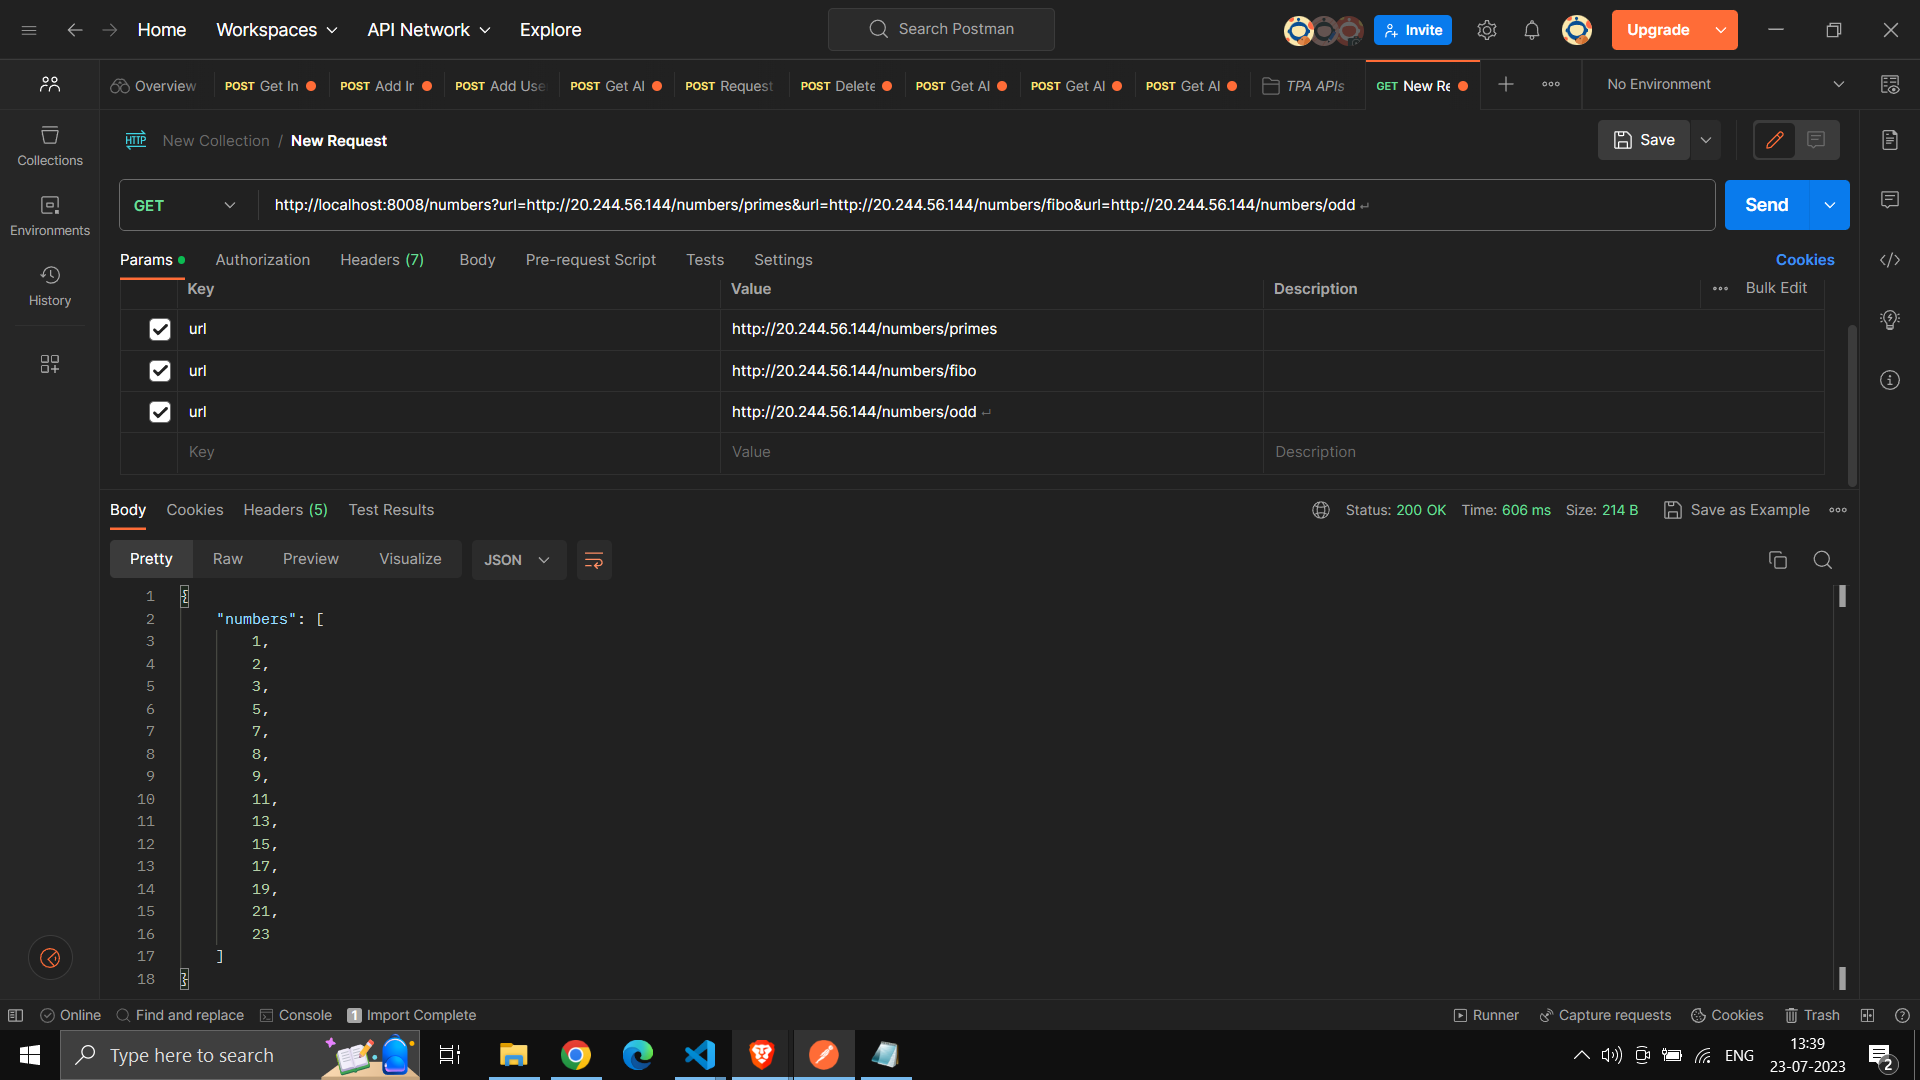 Home Workspaces API Network Explore Search Postman Invite Upgrade
Overview POST Get In POST Add Ir POST Add Use POST Get Al POST Request POST Delete POST Get Al POST Get Al POST Get Al TPA APIs GET New Re No Environment
HTTP New Collection / New Request Save
Collections
GET http://localhost:8008/numbers?url=http://20.244.56.144/numbers/primes&url=http://20.244.56.144/numbers/fibo&url=http://20.244.56.144/numbers/odd ↵ Send
Environments
Params Authorization Headers (7) Body Pre-request Script Tests Settings Cookies
Key Value Description Bulk Edit
History
url http://20.244.56.144/numbers/primes
url http://20.244.56.144/numbers/fibo
url http://20.244.56.144/numbers/odd ↵
Key Value Description
Body Cookies Headers (5) Test Results Status: 200 OK Time: 606 ms Size: 214 B Save as Example
Pretty Raw Preview Visualize JSON
1 {
2 "numbers": [
3 1,
4 2,
5 3,
6 5,
7 7,
8 8,
9 9,
10 11,
11 13,
12 15,
13 17,
14 19,
15 21,
16 23
17 ]
18 }
Online Find and replace Console 1 Import Complete Runner Capture requests Cookies Trash
Type here to search ENG 13:39
23-07-2023 2